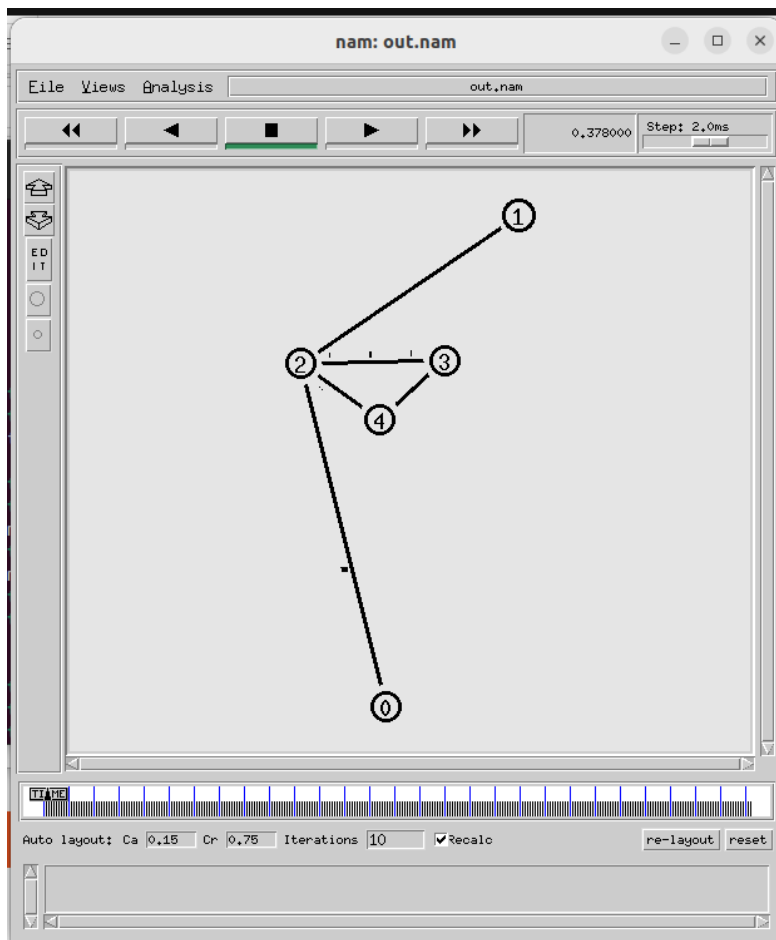 nam: out.nam
File Views Analysis out.nam
0.378000 Step: 2.0ms
ED
IT
1
2 3
4
0
TIME
Auto layout: Ca 0.15 Cr 0.75 Iterations 10 Recalc re-layout reset